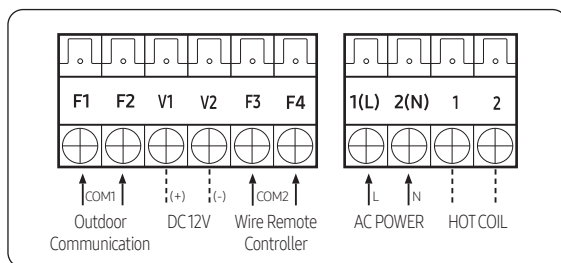 F1 F2 V1 V2 F3 F4 1(L) 2(N) 1 2
COM1 (+) (-) COM2 L N
Outdoor DC 12V Wire Remote AC POWER HOT COIL
Communication Controller